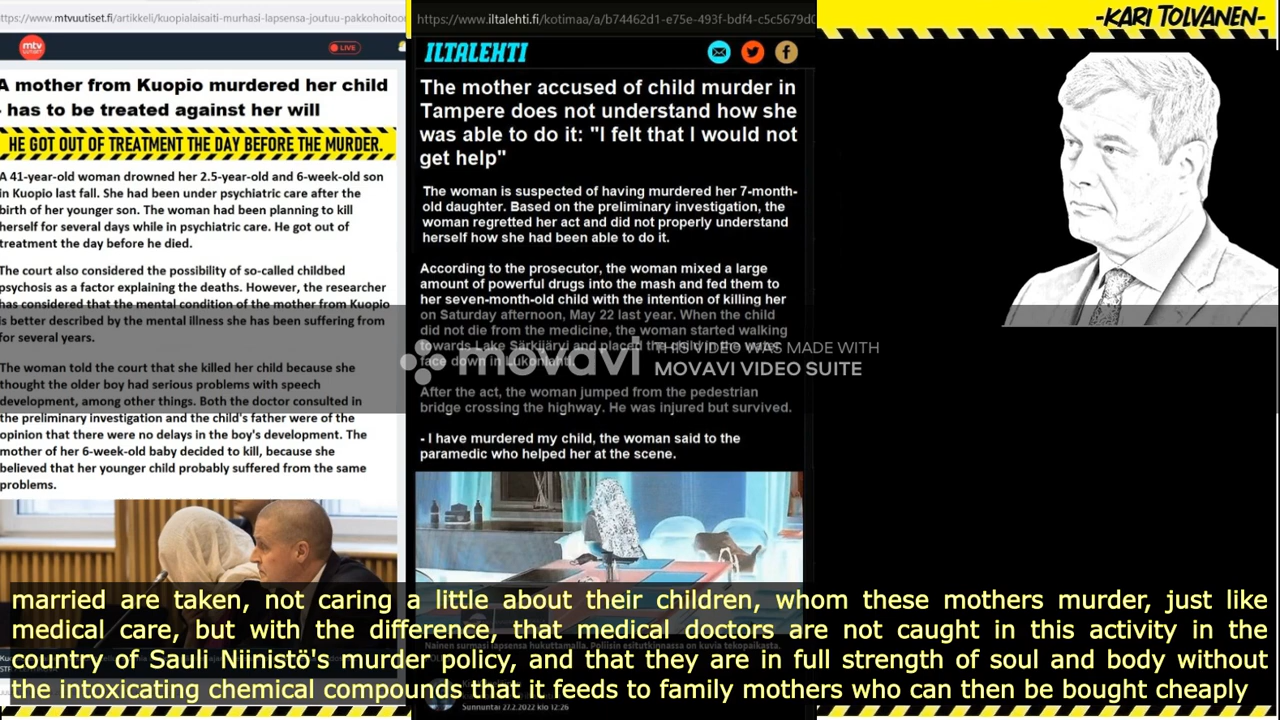 https://www.mtvuutiset.fi/artikkeli/kuopialaisaiti-murhasi-lapsensa-joutuu-pakkohoitoon
mtv
LIVE
A mother from Kuopio murdered her child
- has to be treated against her will
HE GOT OUT OF TREATMENT THE DAY BEFORE THE MURDER.
A 41-year-old woman drowned her 2.5-year-old and 6-week-old son
in Kuopio last fall. She had been under psychiatric care after the
birth of her younger son. The woman had been planning to kill
herself for several days while in psychiatric care. He got out of
treatment the day before he died.
The court also considered the possibility of so-called childbed
psychosis as a factor explaining the deaths. However, the researcher
has considered that the mental condition of the mother from Kuopio
is better described by the mental illness she has been suffering from
for several years.
The woman told the court that she killed her child because she
thought the older boy had serious problems with speech
development, among other things. Both the doctor consulted in
the preliminary investigation and the child's father were of the
opinion that there were no delays in the boy's development. The
mother of her 6-week-old baby decided to kill, because she
believed that her younger child probably suffered from the same
problems.
https://www.iltalehti.fi/kotimaa/a/b74462d1-e75e-493f-bdf4-c5c5679d0
ILTALEHTI
The mother accused of child murder in
Tampere does not understand how she
was able to do it: "I felt that I would not
get help"
The woman is suspected of having murdered her 7-month-
old daughter. Based on the preliminary investigation, the
woman regretted her act and did not properly understand
herself how she had been able to do it.
According to the prosecutor, the woman mixed a large
amount of powerful drugs into the mash and fed them to
her seven-month-old child with the intention of killing her
on Saturday afternoon, May 22 last year. When the child
did not die from the medicine, the woman started walking
towards Lake Särkijärvi and placed the child in the water
face down in
After the act, the woman jumped from the pedestrian
bridge crossing the highway. He was injured but survived.
- I have murdered my child, the woman said to the
paramedic who helped her at the scene.
Nainen surmasi lapsensa hukuttamalla. Poliisin esitutkinnassa on kuvia tekopaikasta.
Sunnuntai 27.2.2022 klo 12:26
-KARI TOLVANEN-
movavi
THIS VIDEO WAS MADE WITH
MOVAVI VIDEO SUITE
married are taken, not caring a little about their children, whom these mothers murder, just like
medical care, but with the difference, that medical doctors are not caught in this activity in the
country of Sauli Niinistö's murder policy, and that they are in full strength of soul and body without
the intoxicating chemical compounds that it feeds to family mothers who can then be bought cheaply